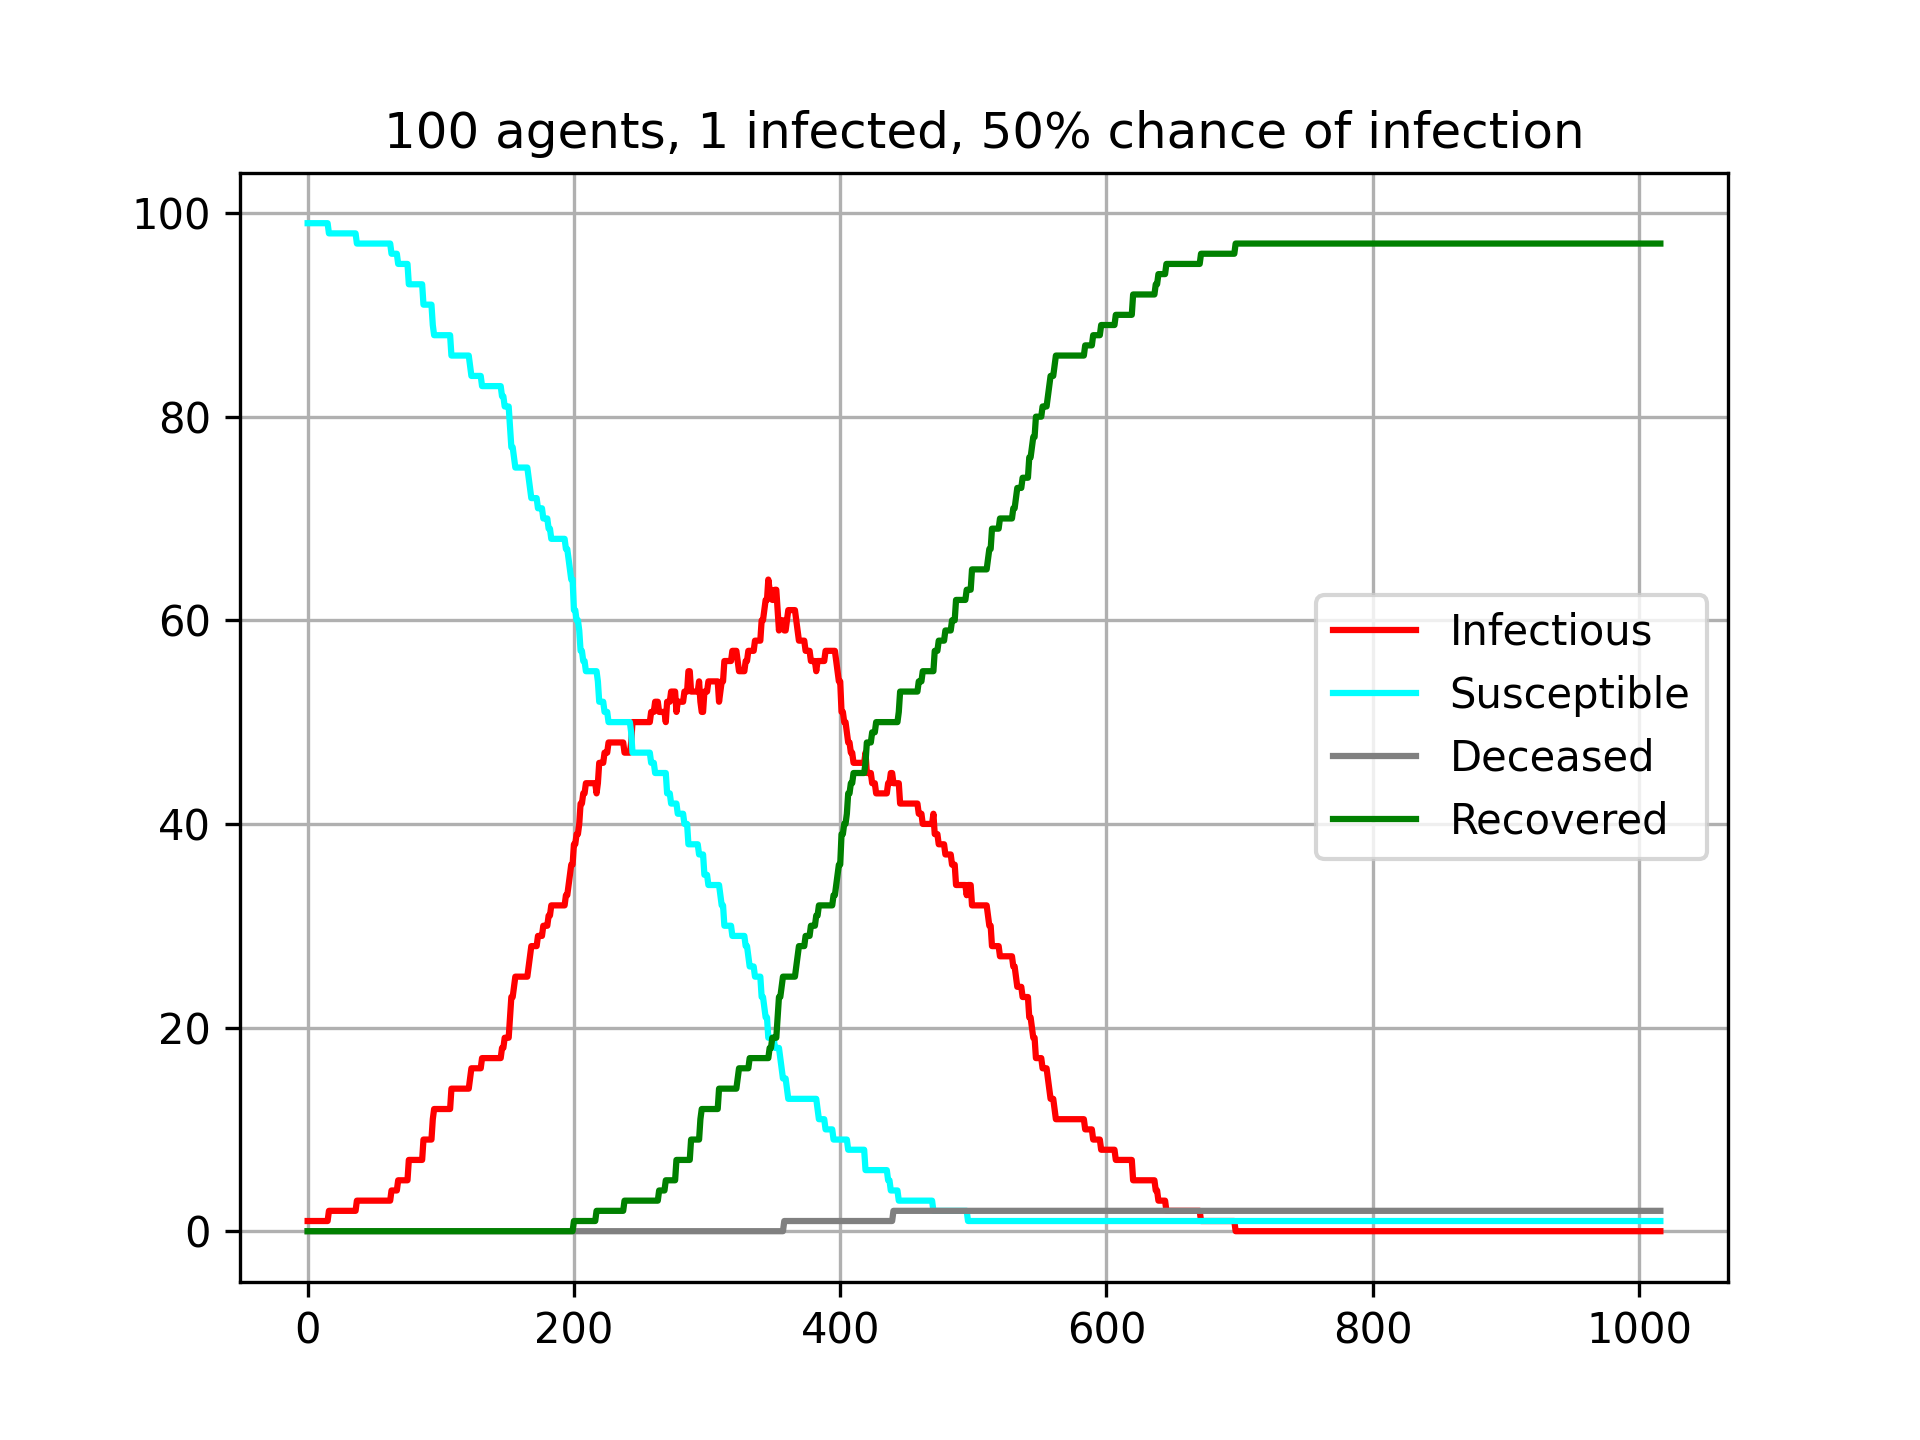 100 agents, 1 infected, 50% chance of infection
100
80
60
40
20
0
Infectious
Susceptible
Deceased
Recovered
0 200 400 600 800 1000